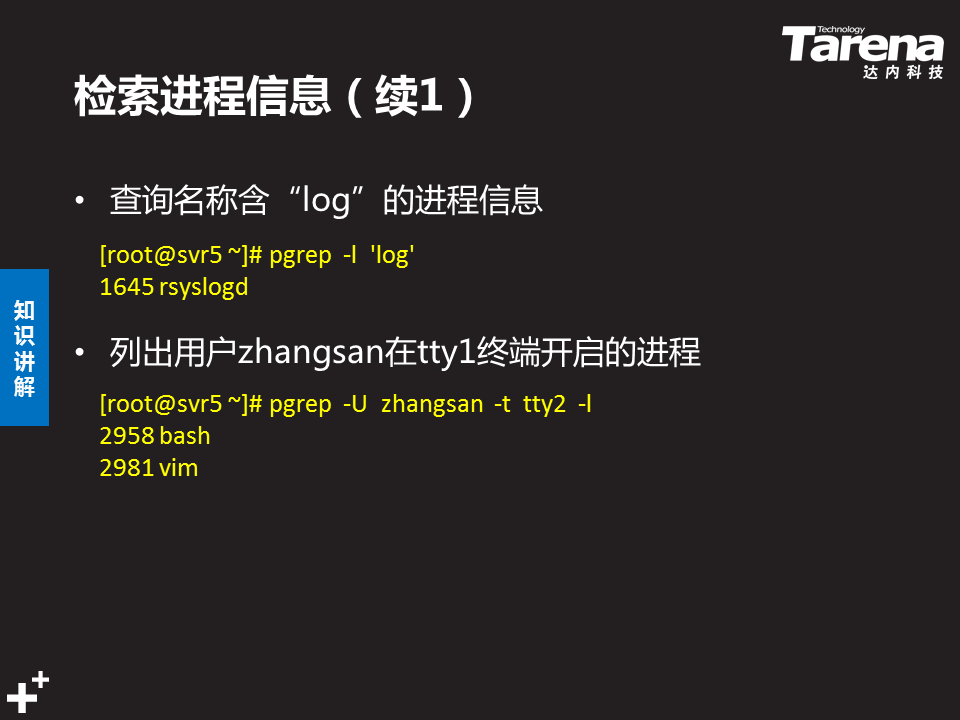 Technology
Tarena
达内科技
检索进程信息（续1）
• 查询名称含“log”的进程信息
[root@svr5 ~]# pgrep -l 'log'
1645 rsyslogd
知识讲解
• 列出用户zhangsan在tty1终端开启的进程
[root@svr5 ~]# pgrep -U zhangsan -t tty2 -l
2958 bash
2981 vim